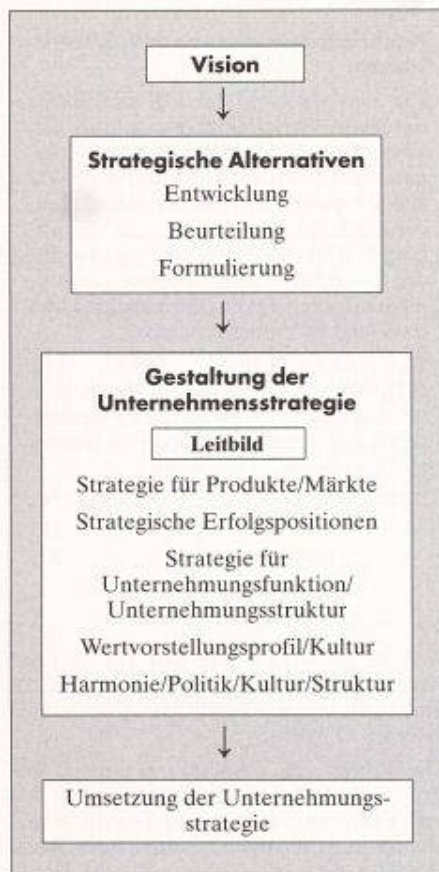 Vision
Strategische Alternativen
Entwicklung
Beurteilung
Formulierung
Gestaltung der
Unternehmensstrategie
Leitbild
Strategie für Produkte/Märkte
Strategische Erfolgspositionen
Strategie für
Unternehmungsfunktion/
Unternehmungsstruktur
Wertvorstellungsprofil/Kultur
Harmonie/Politik/Kultur/Struktur
Umsetzung der Unternehmungs-
strategie